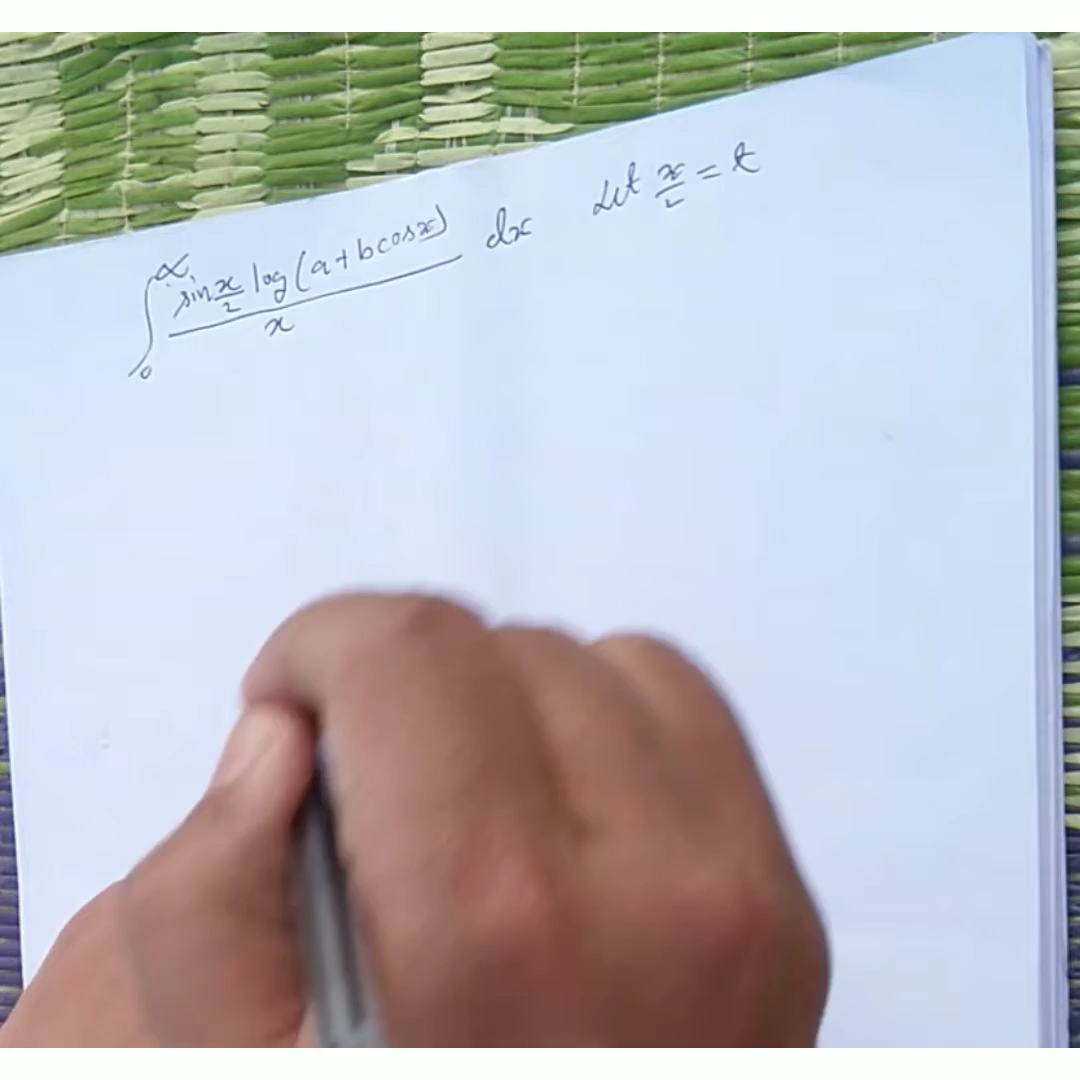 ∫₀^∝ sin x/2 log(a+bcosx) / x dx Let x/2 = t